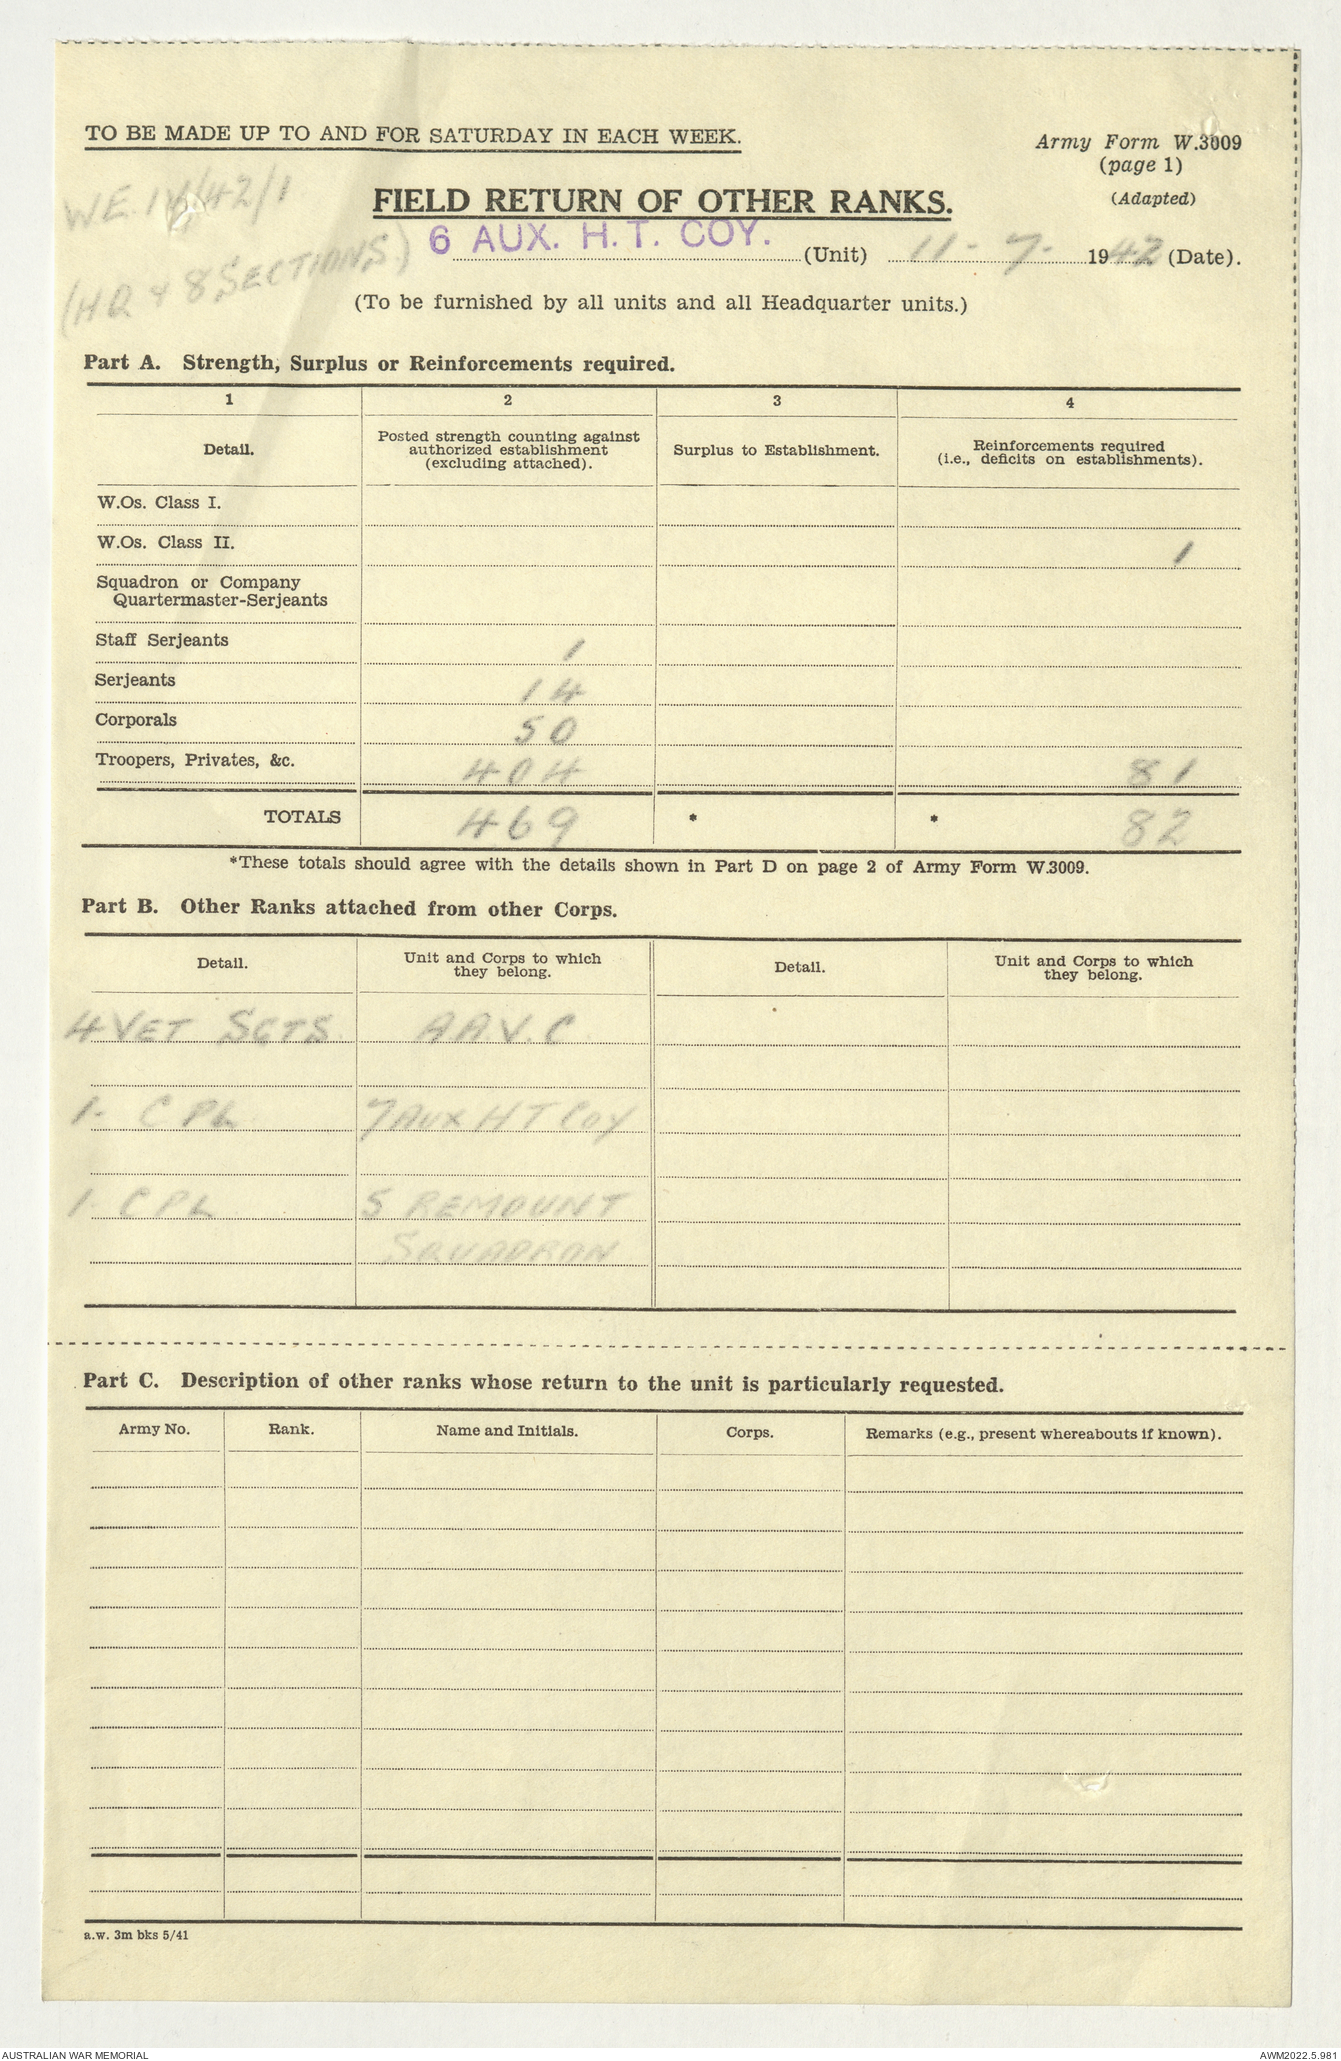 TO BE MADE UP TO AND FOR SATURDAY IN EACH WEEK.
Army Form W.3009
(page 1)
(Adapted)
FIELD RETURN OF OTHER RANKS.
(HQ & 8 SECTIONS.)
6 AUX. H.T. COY. (Unit) 11 - 7 - 1942 (Date).
(To be furnished by all units and all Headquarter units.)
Part A. Strength, Surplus or Reinforcements required.
1 2 3 4
Detail. Posted strength counting against authorized establishment (excluding attached). Surplus to Establishment. Reinforcements required (i.e., deficits on establishments).
W.Os. Class I.
W.Os. Class II. 1
Squadron or Company
Quartermaster-Serjeants
Staff Serjeants 1
Serjeants 14
Corporals 50
Troopers, Privates, &c. 404 81
TOTALS 469 * * 82
*These totals should agree with the details shown in Part D on page 2 of Army Form W.3009.
Part B. Other Ranks attached from other Corps.
Detail. Unit and Corps to which they belong. Detail. Unit and Corps to which they belong.
4 VET SGTS. A.A.V.C
1. CPL 7 AUX H T COY
1. CPL 5 REMOUNT
SQUADRON
Part C. Description of other ranks whose return to the unit is particularly requested.
Army No. Rank. Name and Initials. Corps. Remarks (e.g., present whereabouts if known).
a.w. 3m bks 5/41
AUSTRALIAN WAR MEMORIAL AWM2022.5.981